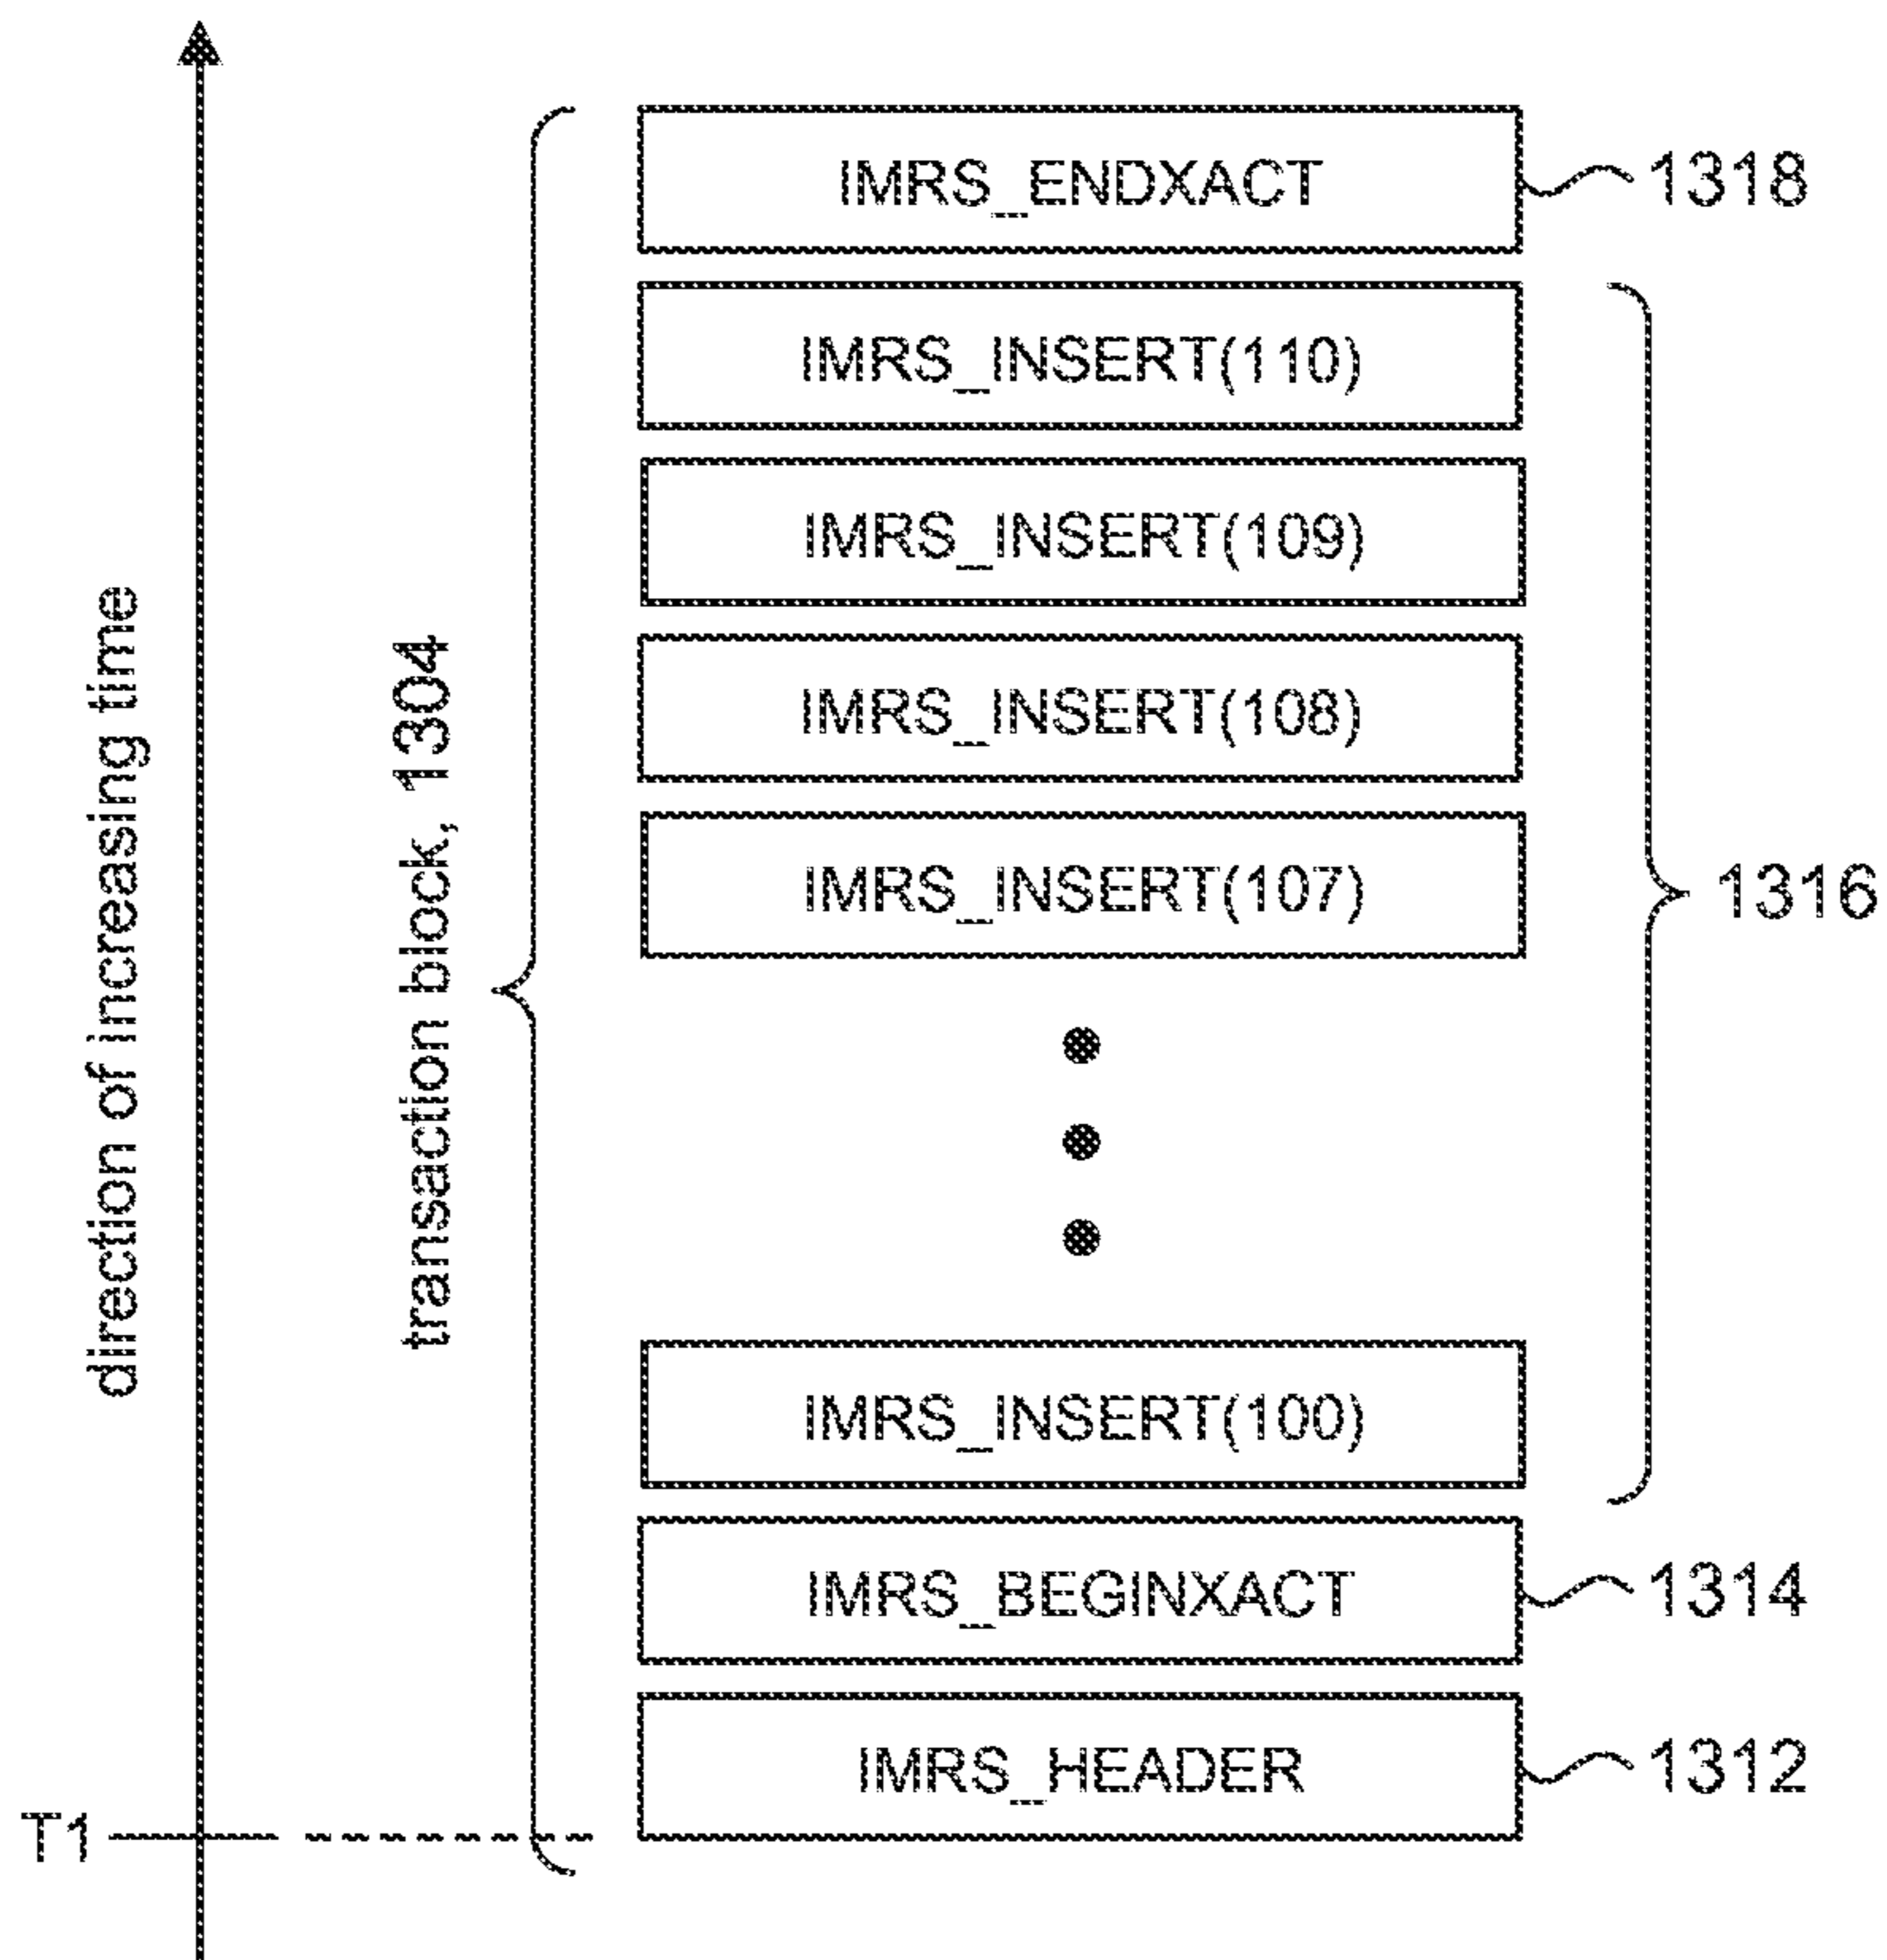 IMRS_ENDXACT
1318
IMRS_INSERT(110)
IMRS_INSERT(109)
IMRS_INSERT(108)
IMRS_INSERT(107)
1316
direction of increasing time
transaction block, 1304
IMRS_INSERT(100)
IMRS_BEGINXACT
1314
IMRS_HEADER
1312
T1